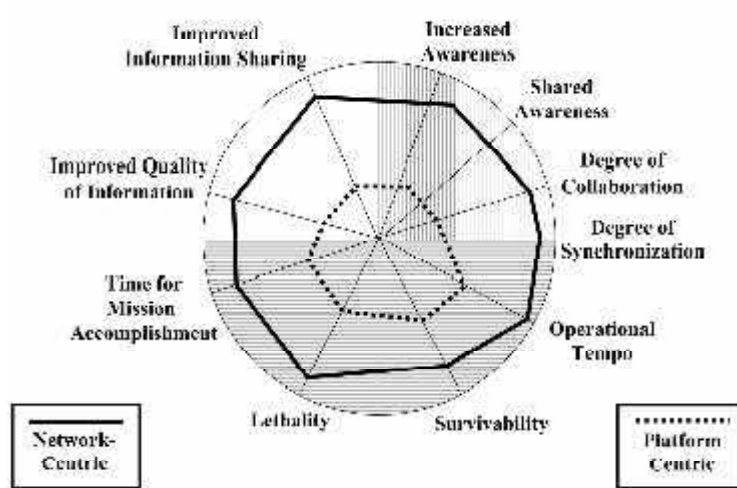 Improved
Information Sharing
Increased
Awareness
Shared
Awareness
Improved Quality
of Information
Degree of
Collaboration
Degree of
Synchronization
Time for
Mission
Accomplishment
Operational
Tempo
Lethality
Survivability
Network-
Centric
Platform
Centric